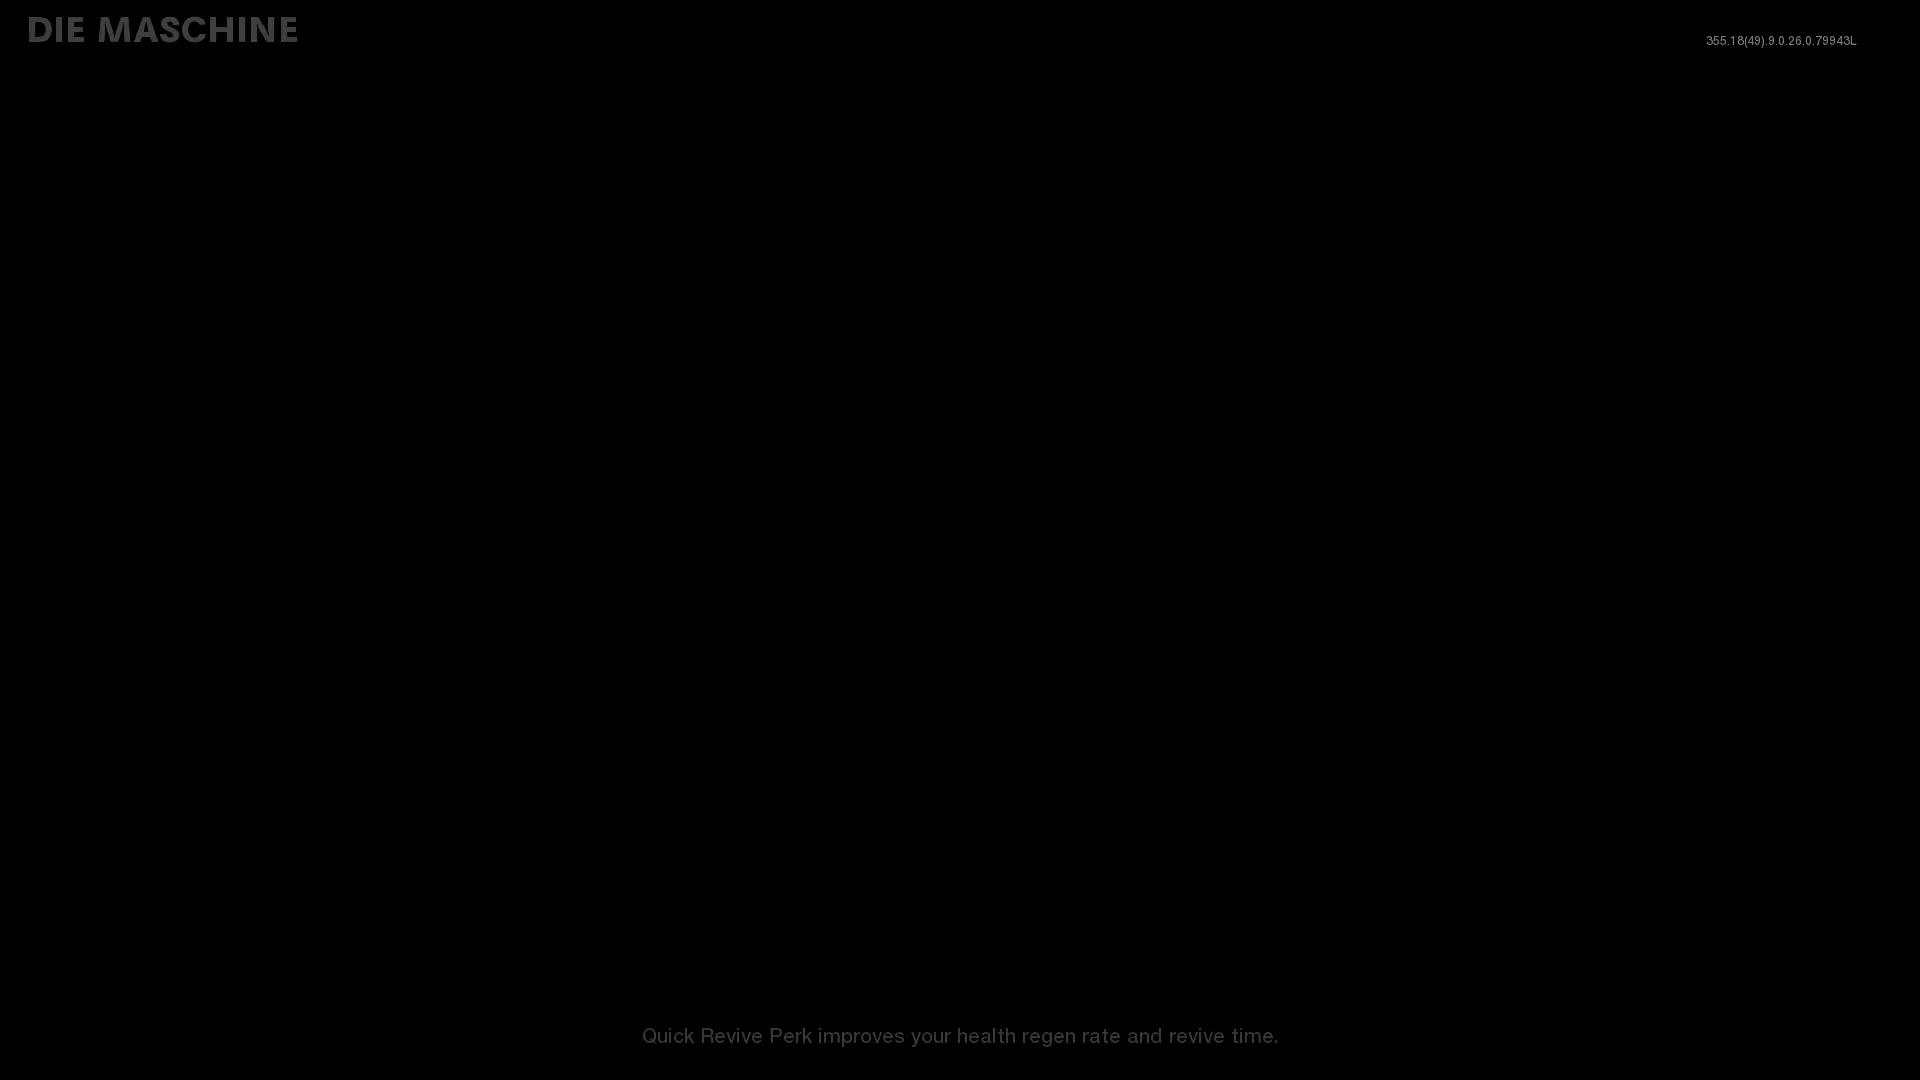 DIE MASCHINE
355.18(49).9.0.26.0.79943L
Quick Revive Perk improves your health regen rate and revive time.